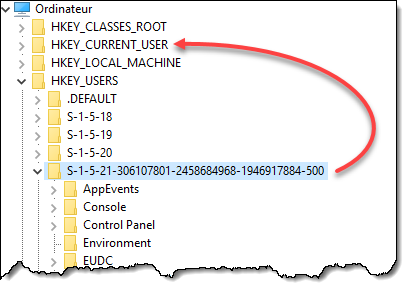 Ordinateur
HKEY_CLASSES_ROOT
HKEY_CURRENT_USER
HKEY_LOCAL_MACHINE
HKEY_USERS
.DEFAULT
S-1-5-18
S-1-5-19
S-1-5-20
S-1-5-21-306107801-2458684968-1946917884-500
AppEvents
Console
Control Panel
Environment
EUDC